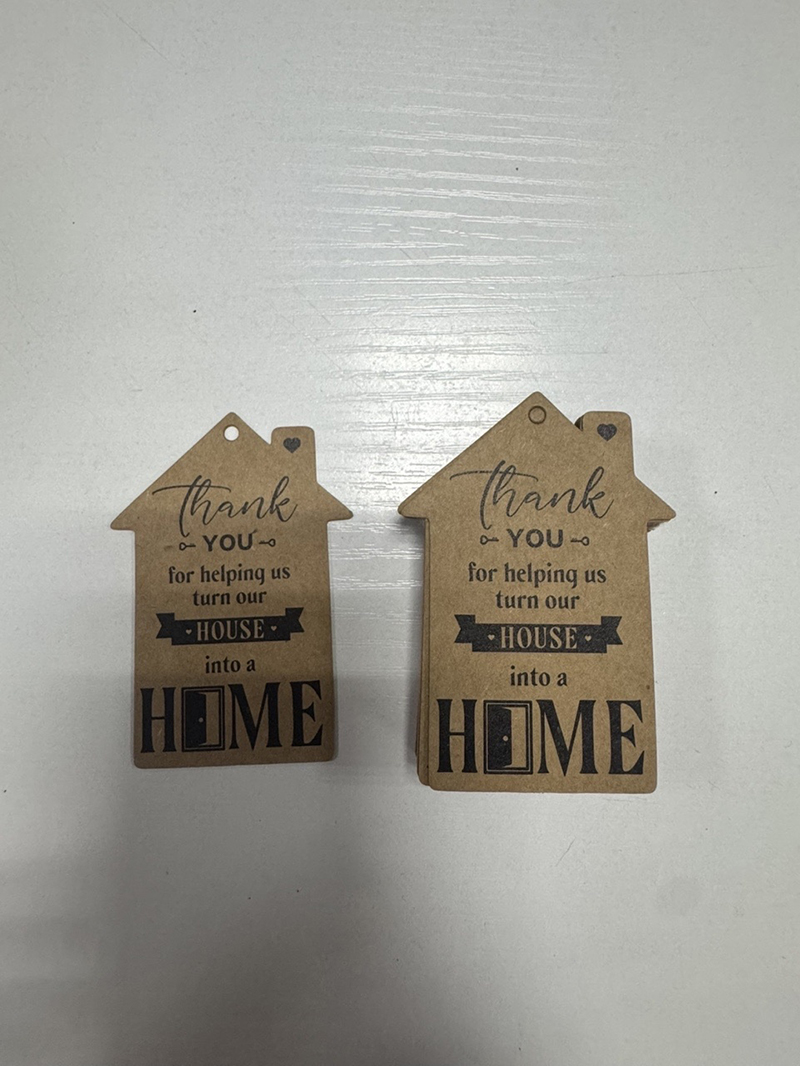 Thank
YOU
for helping us
turn our
HOUSE
into a
HOME
Thank
YOU
for helping us
turn our
HOUSE
into a
HOME